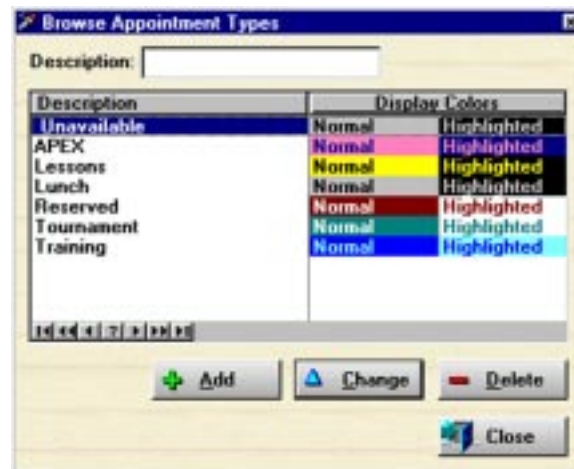 Browse Appointment Types
Description:
Description Display Colors
Unavailable Normal Highlighted
APEX Normal Highlighted
Lessons Normal Highlighted
Lunch Normal Highlighted
Reserved Normal Highlighted
Tournament Normal Highlighted
Training Normal Highlighted
?
Add Change Delete
Close